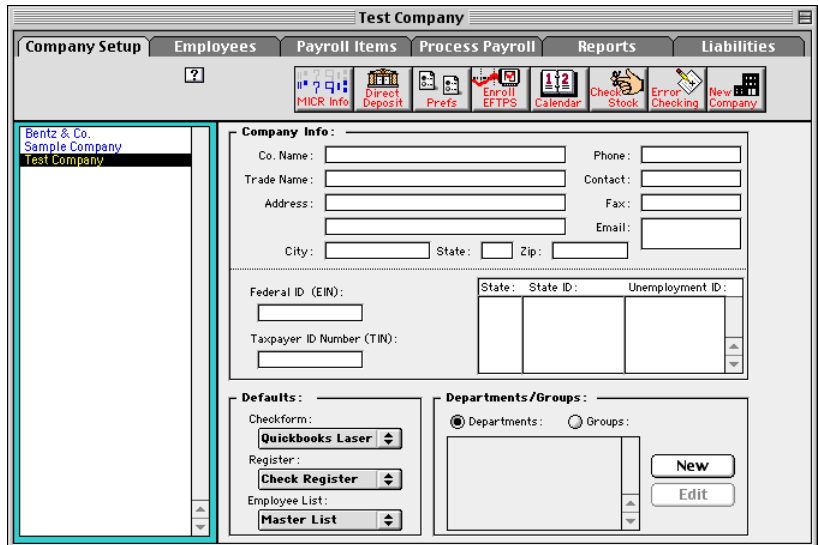 Test Company
Company Setup Employees Payroll Items Process Payroll Reports Liabilities
?
MICR Info Direct Deposit Prefs Enroll EFTPS 12 Calendar Check Stock Error Checking New Company
Bentz & Co.
Sample Company
Test Company
Company Info:
Co. Name: Phone:
Trade Name: Contact:
Address: Fax:
Email:
City: State: Zip:
Federal ID (EIN):
State: State ID: Unemployment ID:
Taxpayer ID Number (TIN):
Defaults:
Checkform:
Quickbooks Laser
Register:
Check Register
Employee List:
Master List
Departments/Groups:
Departments: Groups:
New
Edit